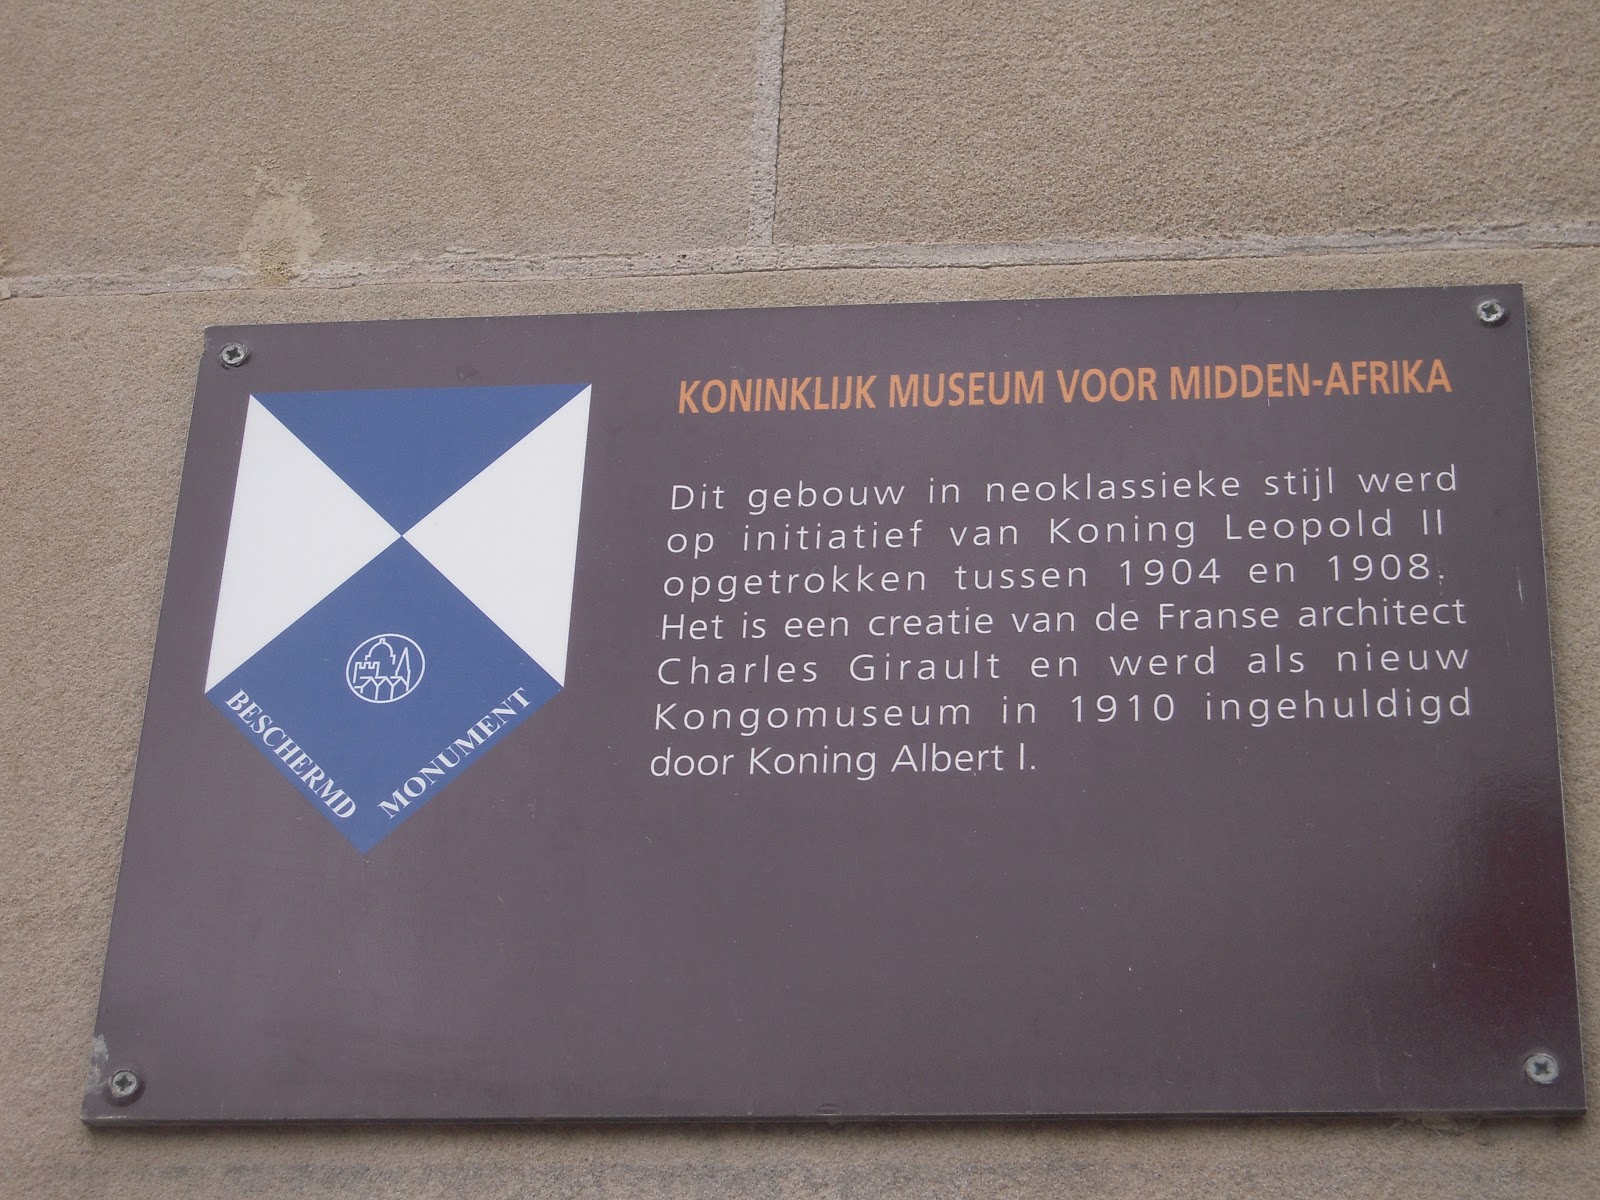 KONINKLIJK MUSEUM VOOR MIDDEN-AFRIKA
Dit gebouw in neoklassieke stijl werd
op initiatief van Koning Leopold II
opgetrokken tussen 1904 en 1908.
Het is een creatie van de Franse architect
Charles Girault en werd als nieuw
Kongomuseum in 1910 ingehuldigd
door Koning Albert I.
BESCHERMD
MONUMENT